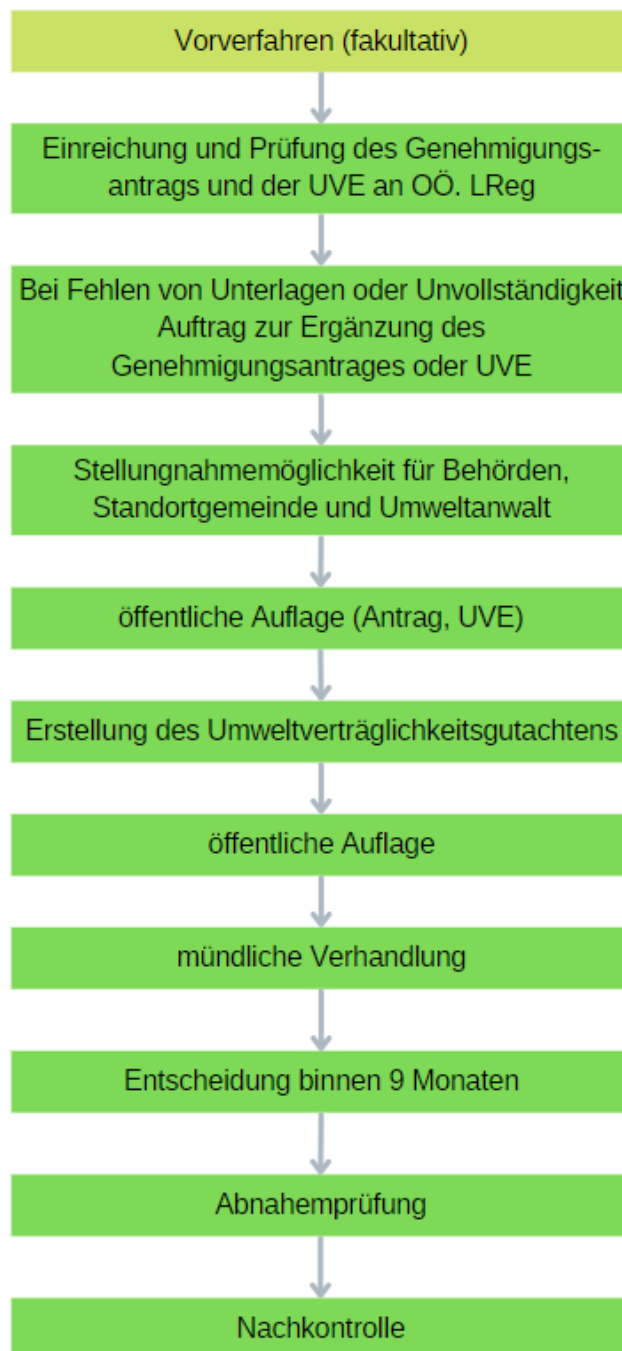 Vorverfahren (fakultativ)
Einreichung und Prüfung des Genehmigungs-
antrags und der UVE an OÖ. LReg
Bei Fehlen von Unterlagen oder Unvollständigkeit
Auftrag zur Ergänzung des
Genehmigungsantrages oder UVE
Stellungnahmemöglichkeit für Behörden,
Standortgemeinde und Umweltanwalt
öffentliche Auflage (Antrag, UVE)
Erstellung des Umweltverträglichkeitsgutachtens
öffentliche Auflage
mündliche Verhandlung
Entscheidung binnen 9 Monaten
Abnahemprüfung
Nachkontrolle